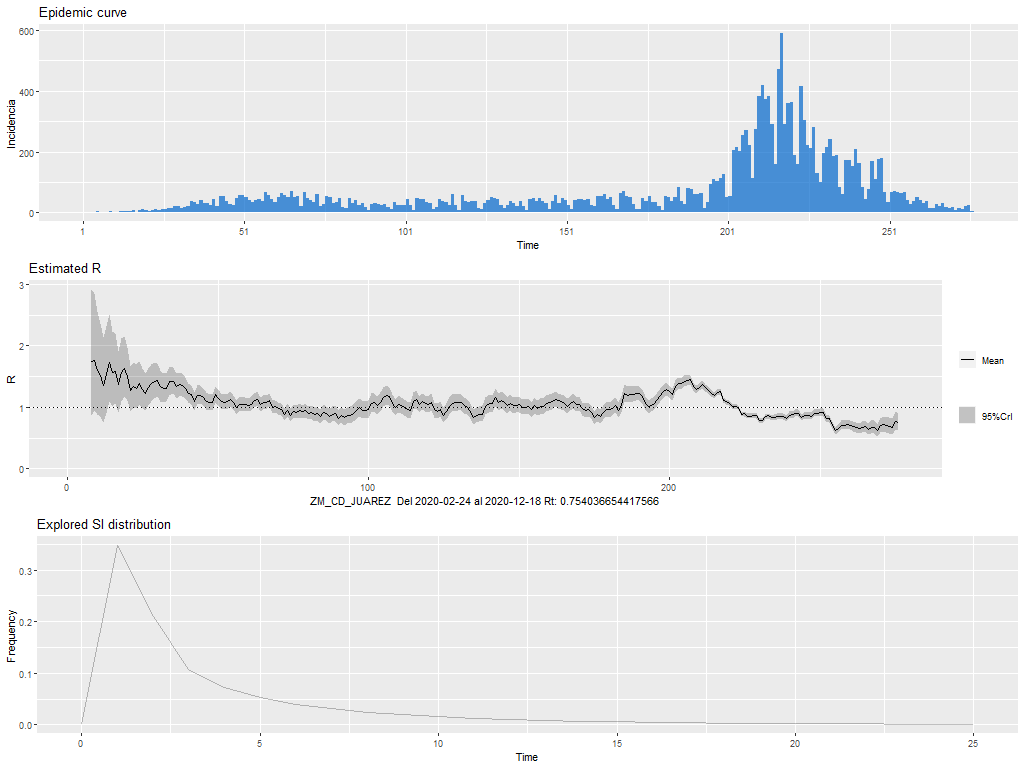 Epidemic curve
600
400
200
0
Incidencia
1
51
101
151
201
251
Time
Estimated R
3
2
1
0
R
0
100
200
Mean
95%CrI
ZM_CD_JUAREZ Del 2020-02-24 al 2020-12-18 Rt: 0.754036654417566
Explored SI distribution
0.3
0.2
0.1
0.0
Frequency
0
5
10
15
20
25
Time